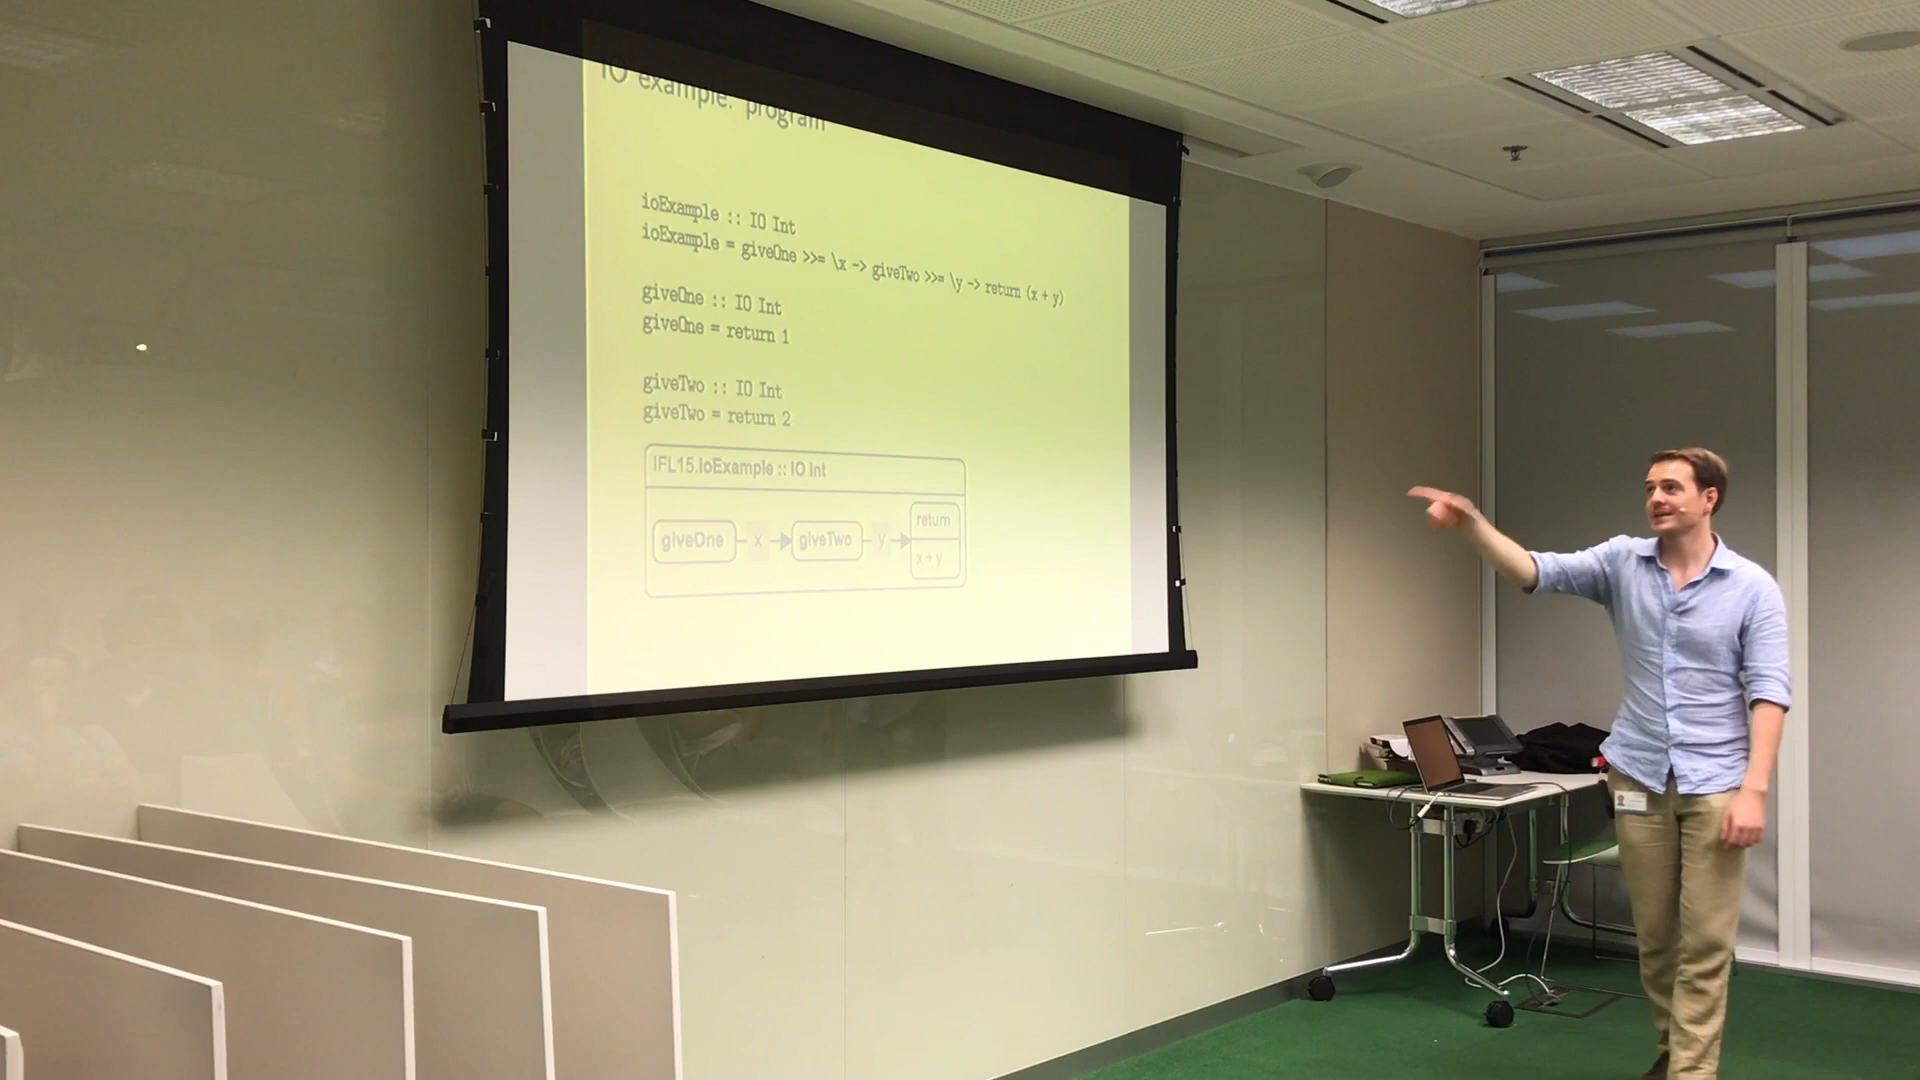 IO example: program
ioExample :: IO Int
ioExample = giveOne >>= \x -> giveTwo >>= \y -> return (x + y)
giveOne :: IO Int
giveOne = return 1
giveTwo :: IO Int
giveTwo = return 2
IFL15.IoExample :: IO Int
giveOne x giveTwo y return
x + y